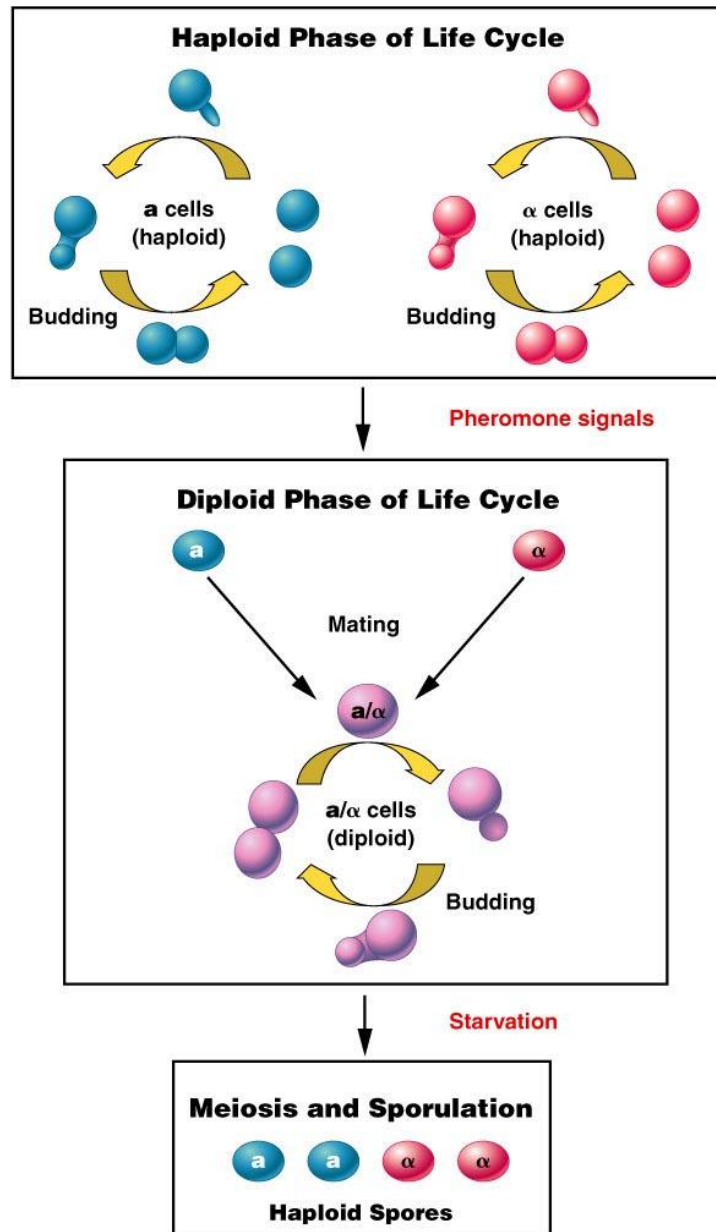 Haploid Phase of Life Cycle
a cells
(haploid)
Budding
α cells
(haploid)
Budding
Pheromone signals
Diploid Phase of Life Cycle
a
α
Mating
a/α
a/α cells
(diploid)
Budding
Starvation
Meiosis and Sporulation
a a α α
Haploid Spores